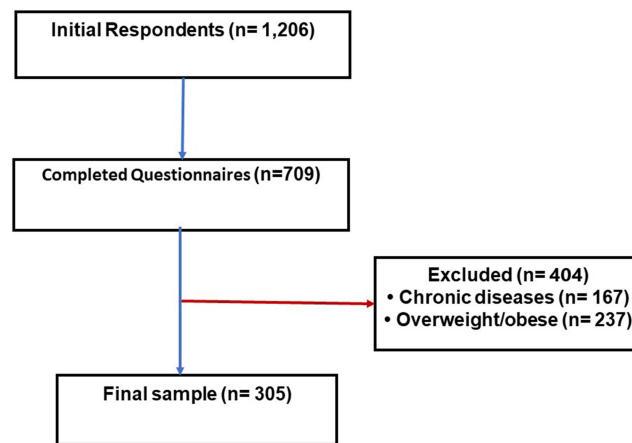 Initial Respondents (n= 1,206)
Completed Questionnaires (n=709)
Excluded (n= 404)
• Chronic diseases (n= 167)
• Overweight/obese (n= 237)
Final sample (n= 305)